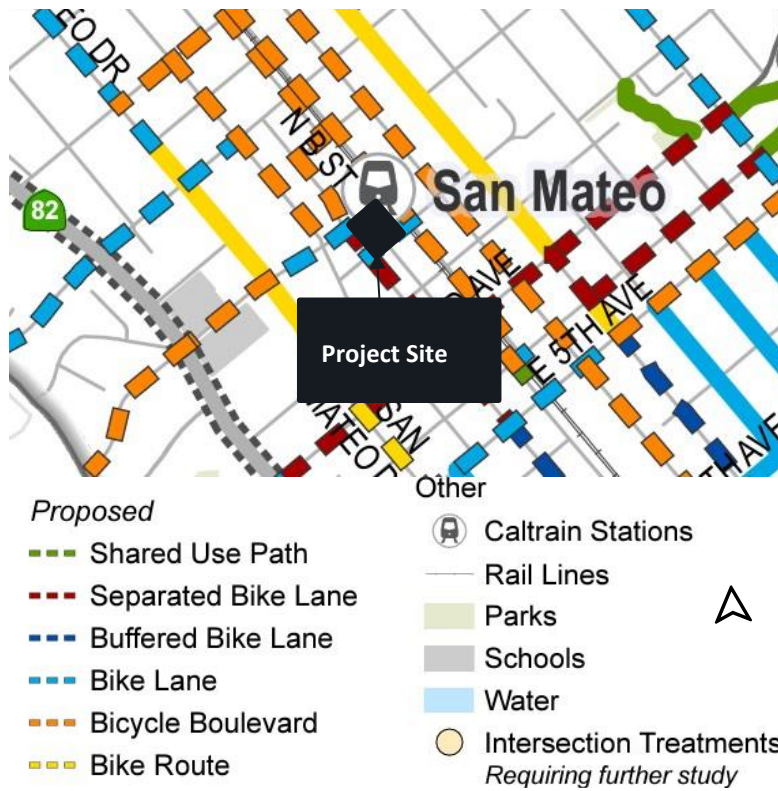 EO DR
N B ST
82
San Mateo
AVE
E 5TH AVE
Project Site
SAN
MATEO D
TH AVE
Proposed
Shared Use Path
Separated Bike Lane
Buffered Bike Lane
Bike Lane
Bicycle Boulevard
Bike Route
Other
Caltrain Stations
Rail Lines
Parks
Schools
Water
Intersection Treatments
Requiring further study